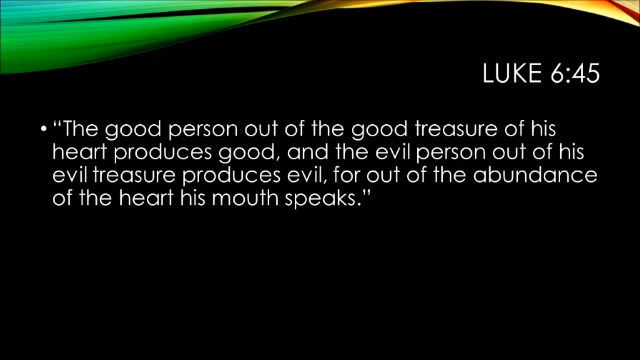 LUKE 6:45
• “The good person out of the good treasure of his
heart produces good, and the evil person out of his
evil treasure produces evil, for out of the abundance
of the heart his mouth speaks.”